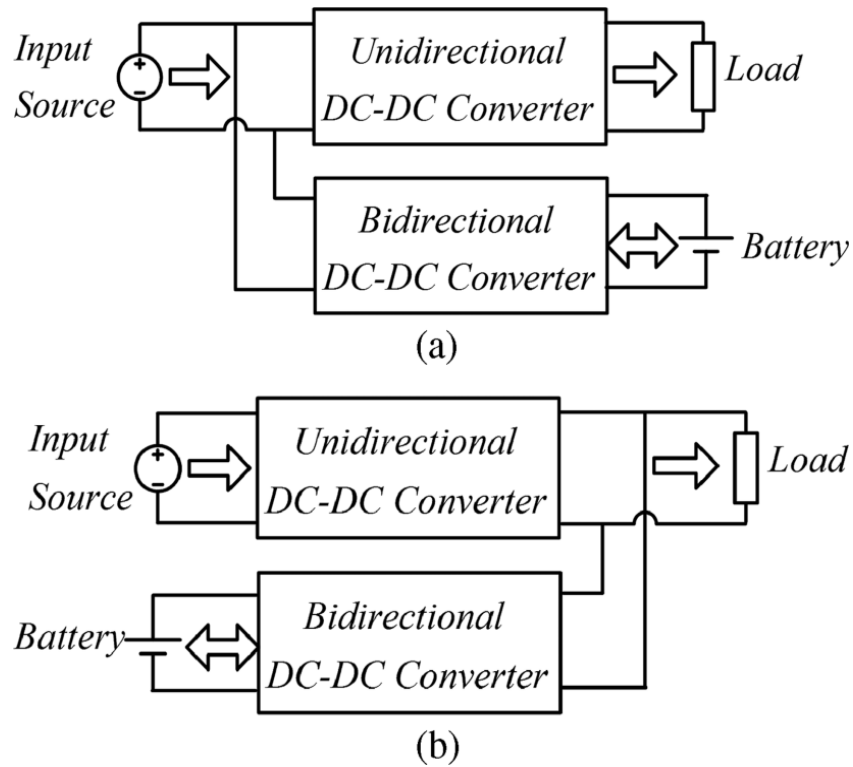 Input
Source
Unidirectional
DC-DC Converter
Load
Bidirectional
DC-DC Converter
Battery
(a)
Input
Source
Unidirectional
DC-DC Converter
Load
Battery
Bidirectional
DC-DC Converter
(b)